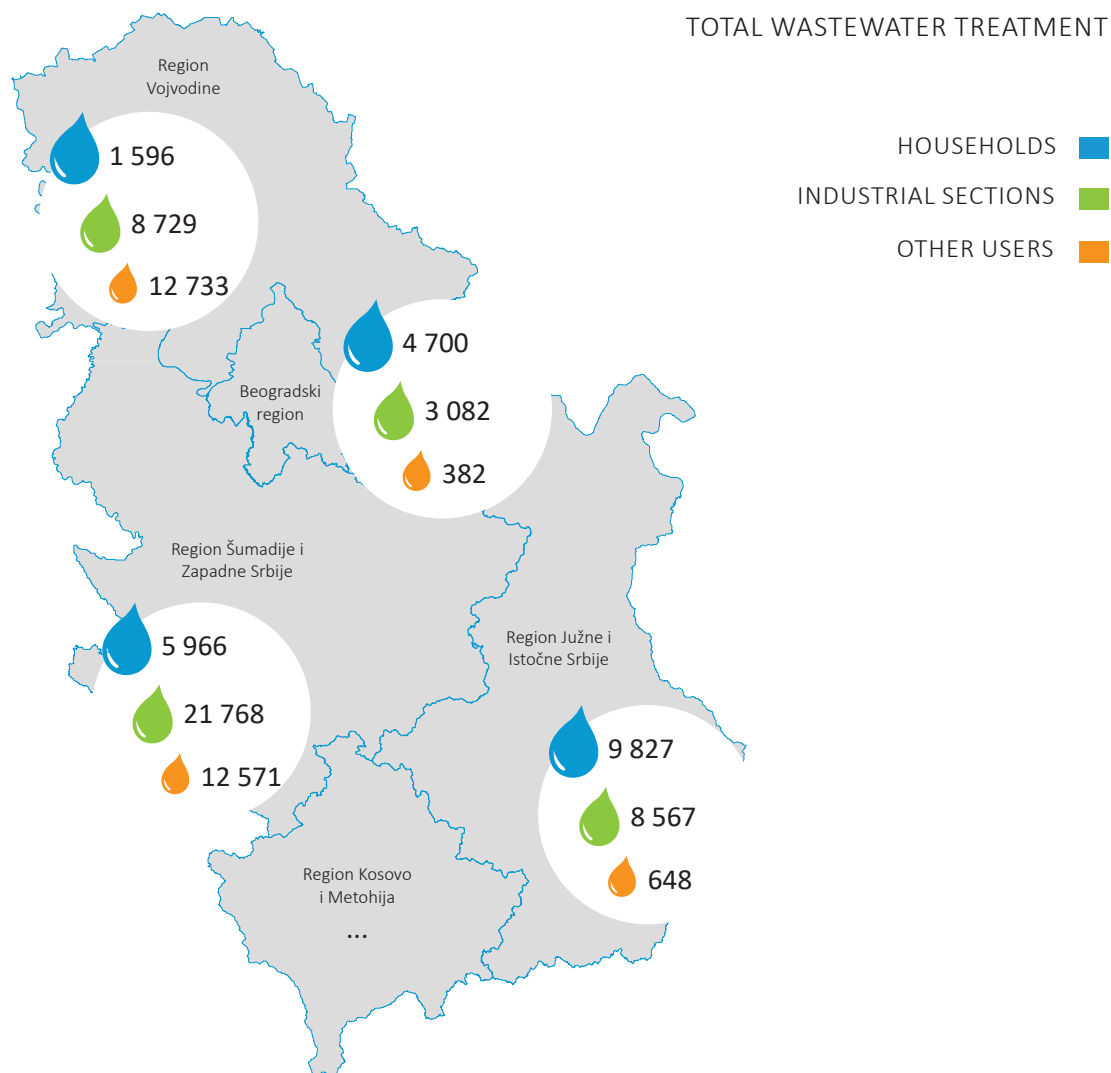 TOTAL WASTEWATER TREATMENT
HOUSEHOLDS
INDUSTRIAL SECTIONS
OTHER USERS
Region
Vojvodine
1 596
8 729
12 733
Beogradski
region
4 700
3 082
382
Region Šumadije i
Zapadne Srbije
5 966
21 768
12 571
Region Južne i
Istočne Srbije
9 827
8 567
648
Region Kosovo
i Metohija
...